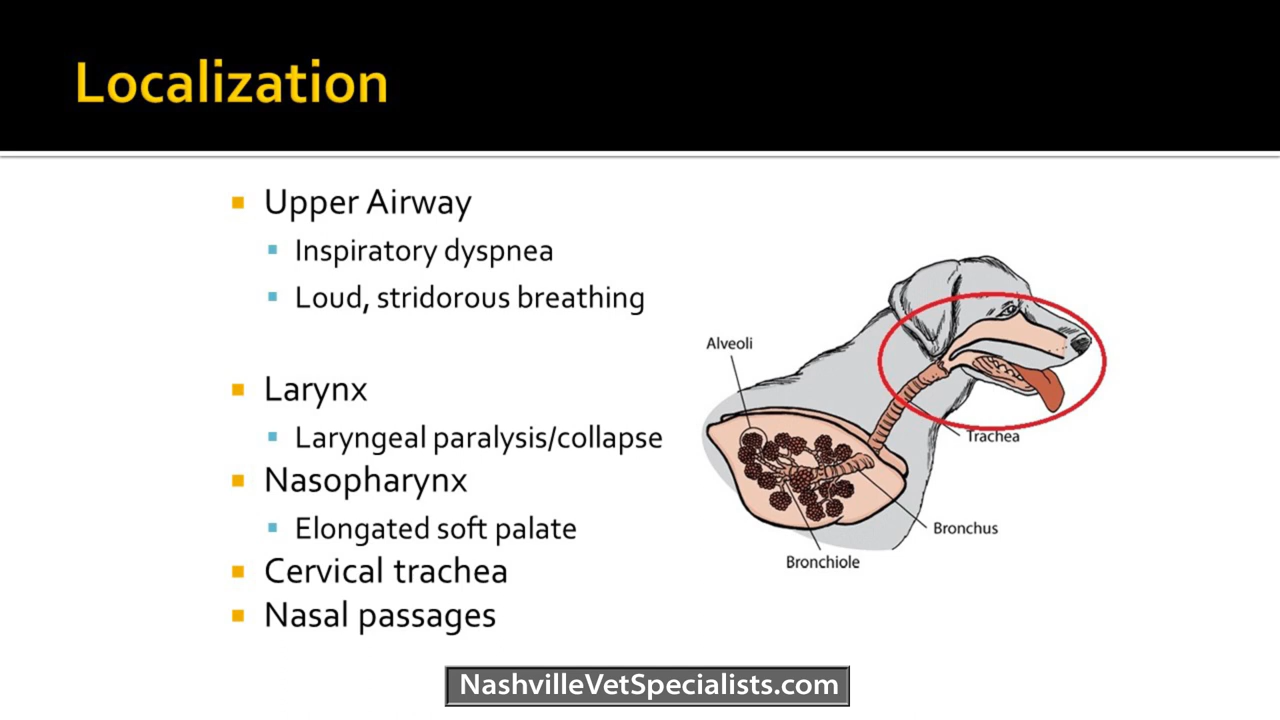 Localization
Upper Airway
Inspiratory dyspnea
Loud, stridorous breathing
Larynx
Laryngeal paralysis/collapse
Nasopharynx
Elongated soft palate
Cervical trachea
Nasal passages
Alveoli
Trachea
Bronchus
Bronchiole
NashvilleVetSpecialists.com